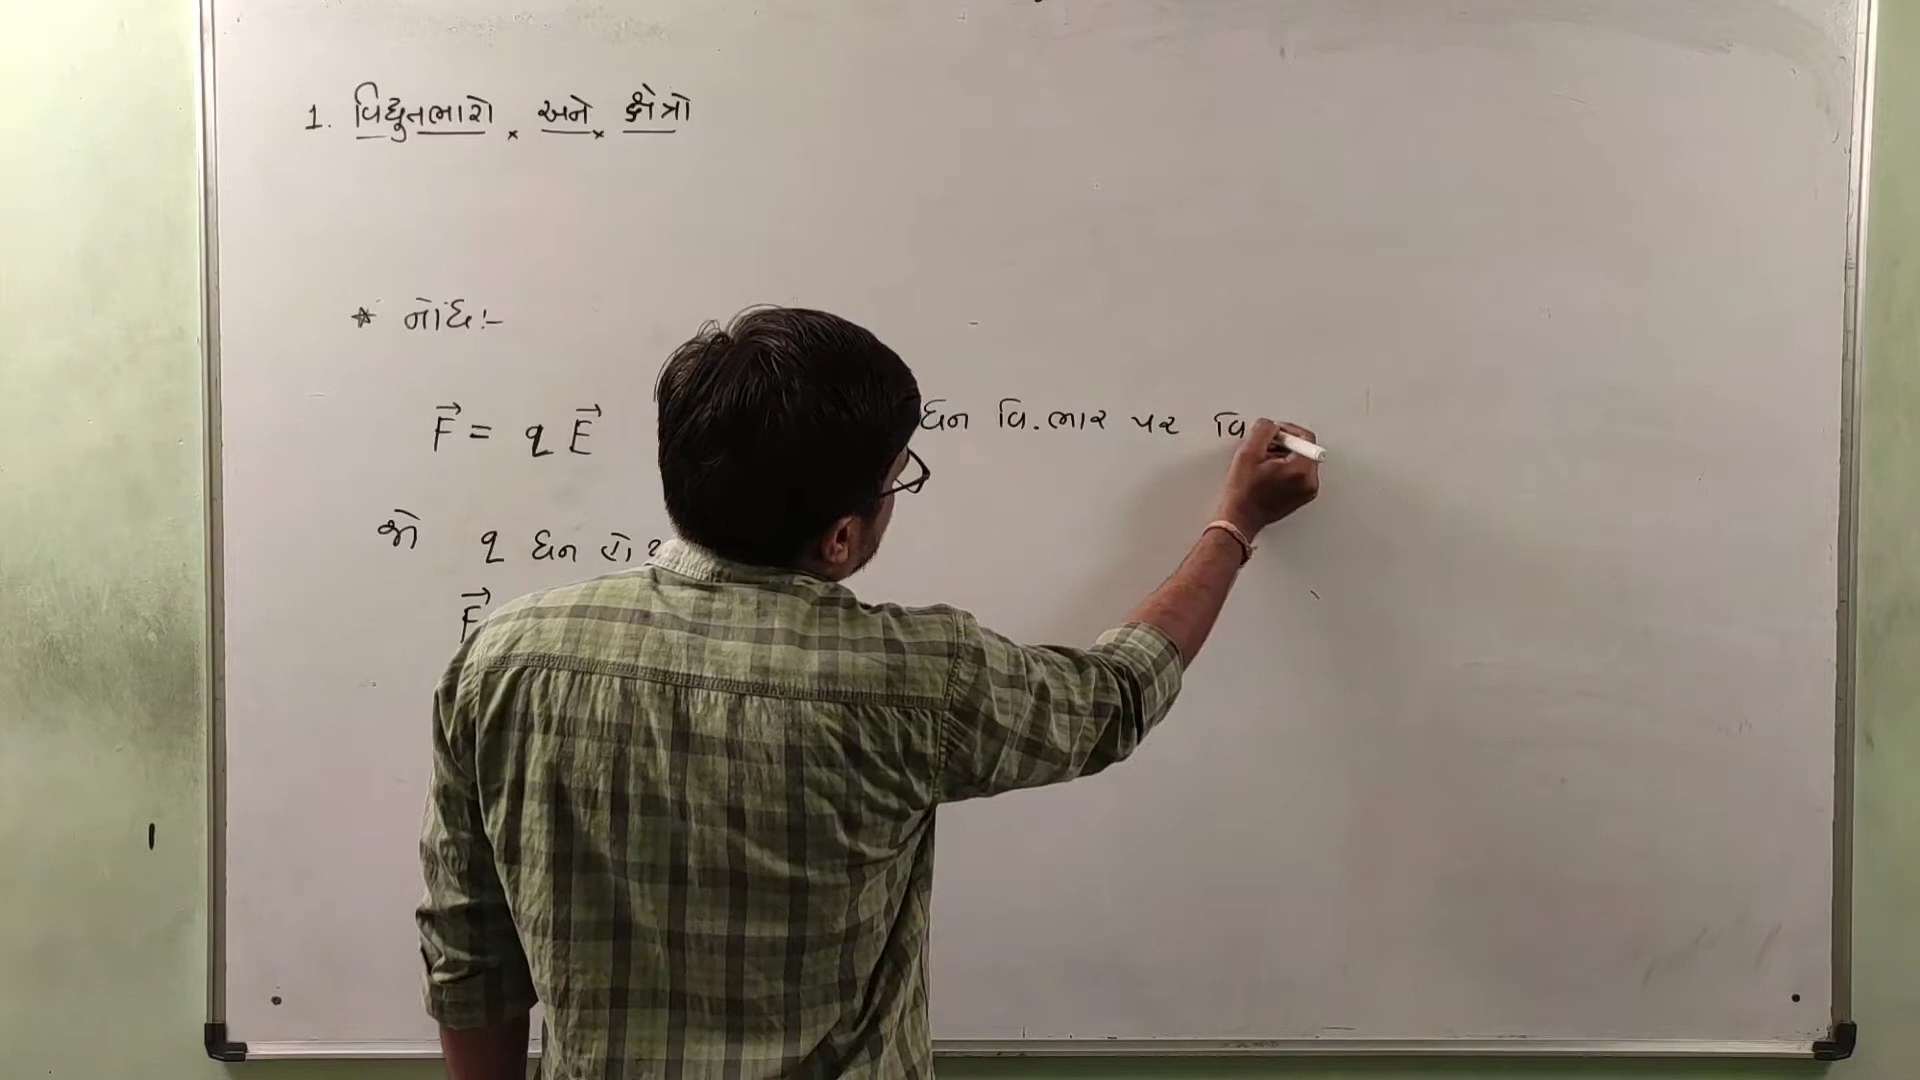 1. વિદ્યુતભારો અને ક્ષેત્રો
* નોંધ:-
F⃗ = q E⃗
ધન વિ.ભાર પર વિ
જો q ધન હોય
F⃗